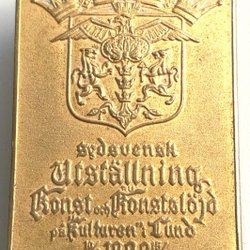 sydsvensk
Utställning
Konst och Konstslöjd
på Kulturen i Lund